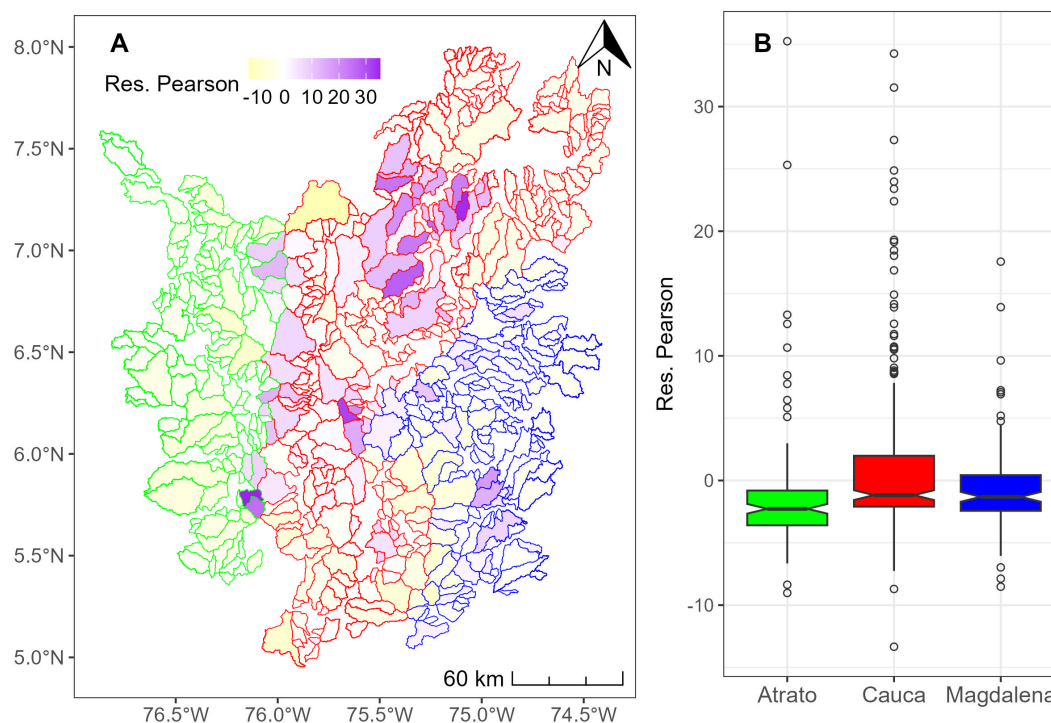 A
B
N
Res. Pearson
-10 0 10 20 30
8.0°N
7.5°N
7.0°N
6.5°N
6.0°N
5.5°N
5.0°N
60 km
76.5°W 76.0°W 75.5°W 75.0°W 74.5°W
Res. Pearson
30
20
10
0
-10
Atrato Cauca Magdalena